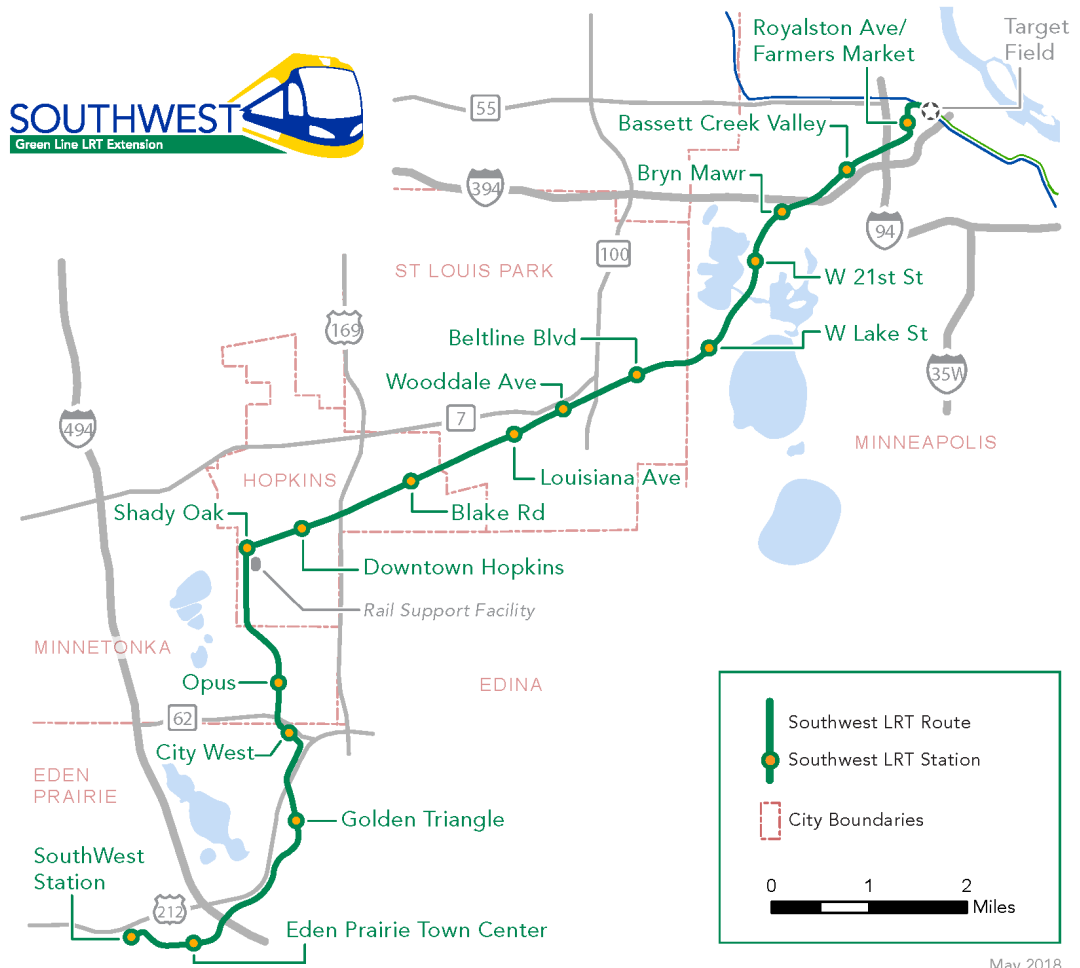 SOUTHWEST
Green Line LRT Extension
Royalston Ave/
Farmers Market
Target
Field
55
Bassett Creek Valley
Bryn Mawr
394
94
100
ST LOUIS PARK
W 21st St
169
Beltline Blvd
W Lake St
Wooddale Ave
35W
7
494
MINNEAPOLIS
HOPKINS
Louisiana Ave
Shady Oak
Blake Rd
Downtown Hopkins
Rail Support Facility
MINNETONKA
Opus
EDINA
62
City West
EDEN
PRAIRIE
Golden Triangle
SouthWest
Station
212
Eden Prairie Town Center
Southwest LRT Route
Southwest LRT Station
City Boundaries
0 1 2
Miles
May 2018